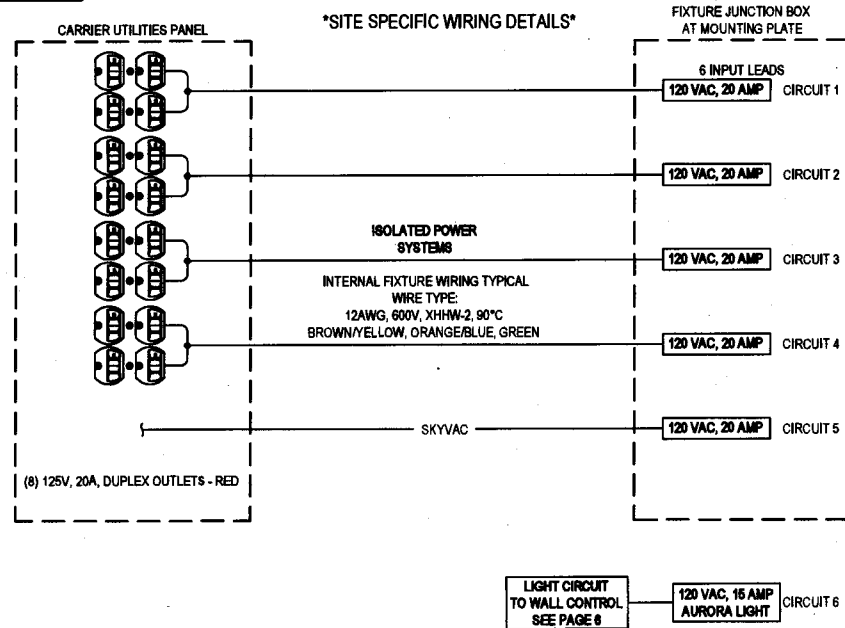 *SITE SPECIFIC WIRING DETAILS*
CARRIER UTILITIES PANEL
FIXTURE JUNCTION BOX
AT MOUNTING PLATE
6 INPUT LEADS
120 VAC, 20 AMP
CIRCUIT 1
120 VAC, 20 AMP
CIRCUIT 2
ISOLATED POWER
SYSTEMS
120 VAC, 20 AMP
CIRCUIT 3
INTERNAL FIXTURE WIRING TYPICAL
WIRE TYPE:
12AWG, 600V, XHHW-2, 90°C
BROWN/YELLOW, ORANGE/BLUE, GREEN
120 VAC, 20 AMP
CIRCUIT 4
SKYVAC
120 VAC, 20 AMP
CIRCUIT 5
(8) 125V, 20A, DUPLEX OUTLETS - RED
LIGHT CIRCUIT
TO WALL CONTROL
SEE PAGE 6
120 VAC, 15 AMP
AURORA LIGHT
CIRCUIT 6